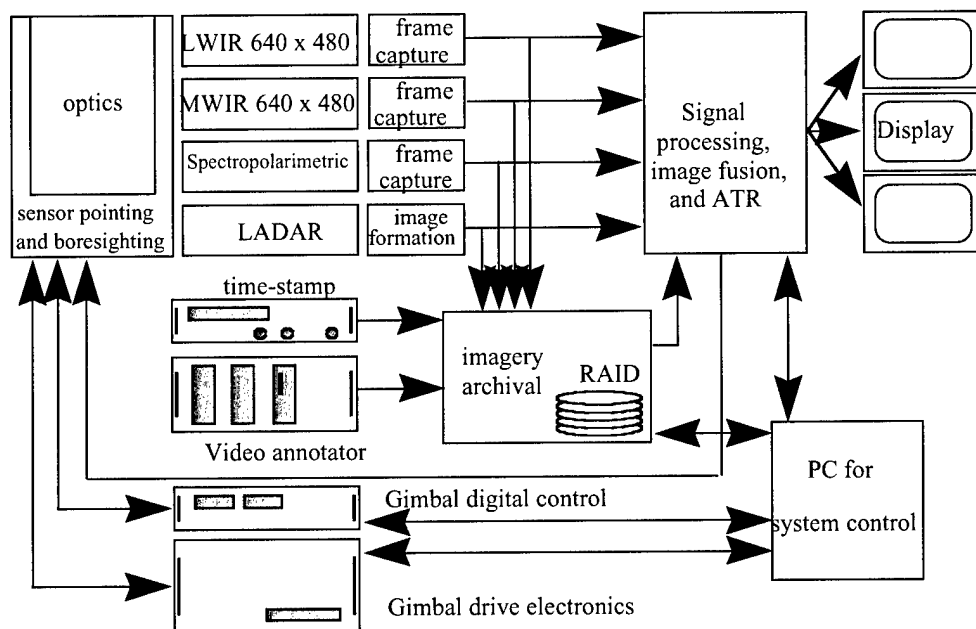 optics
sensor pointing
and boresighting
LWIR 640 x 480
frame
capture
MWIR 640 x 480
frame
capture
Spectropolarimetric
frame
capture
LADAR
image
formation
Signal
processing,
image fusion,
and ATR
Display
time-stamp
imagery
archival
RAID
Video annotator
Gimbal digital control
PC for
system control
Gimbal drive electronics